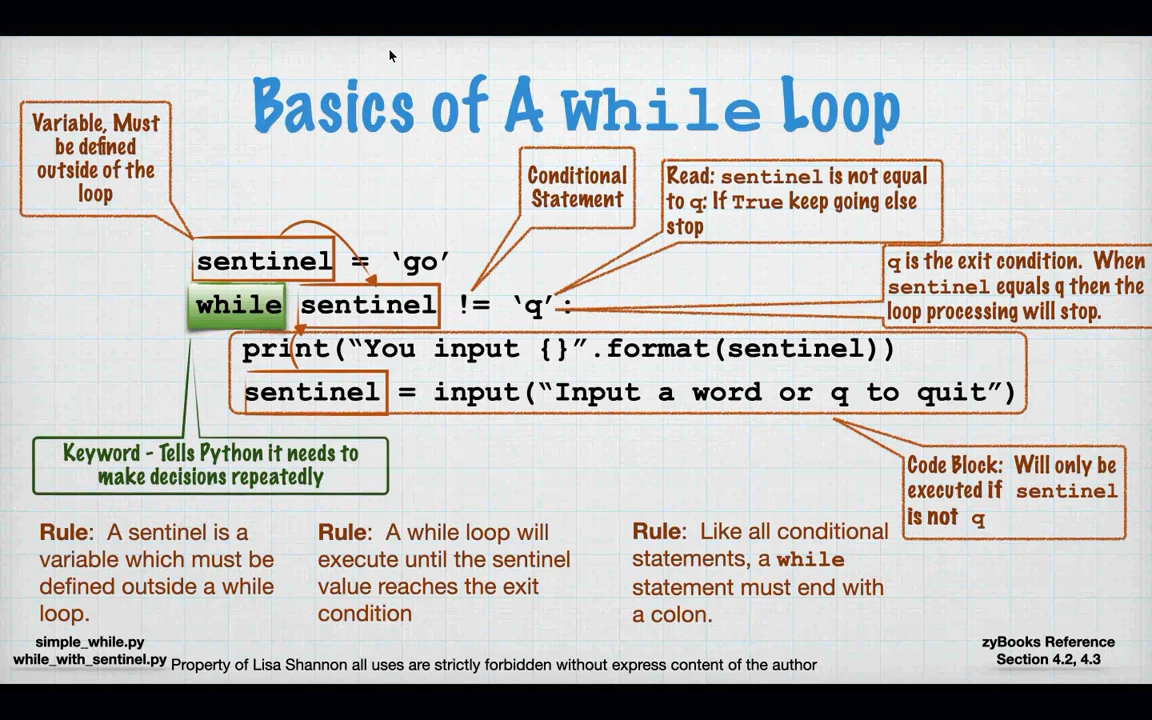 Basics of A While Loop
Variable, Must
be defined
outside of the
loop
Conditional
Statement
Read: sentinel is not equal
to q: If True keep going else
stop
q is the exit condition. When
sentinel equals q then the
loop processing will stop.
sentinel = ‘go’
while sentinel != ‘q’:
print(“You input {}”.format(sentinel))
sentinel = input(“Input a word or q to quit”)
Keyword - Tells Python it needs to
make decisions repeatedly
Code Block: Will only be
executed if sentinel
is not q
Rule: A sentinel is a
variable which must be
defined outside a while
loop.
Rule: A while loop will
execute until the sentinel
value reaches the exit
condition
Rule: Like all conditional
statements, a while
statement must end with
a colon.
simple_while.py
while_with_sentinel.py
Property of Lisa Shannon all uses are strictly forbidden without express content of the author
zyBooks Reference
Section 4.2, 4.3